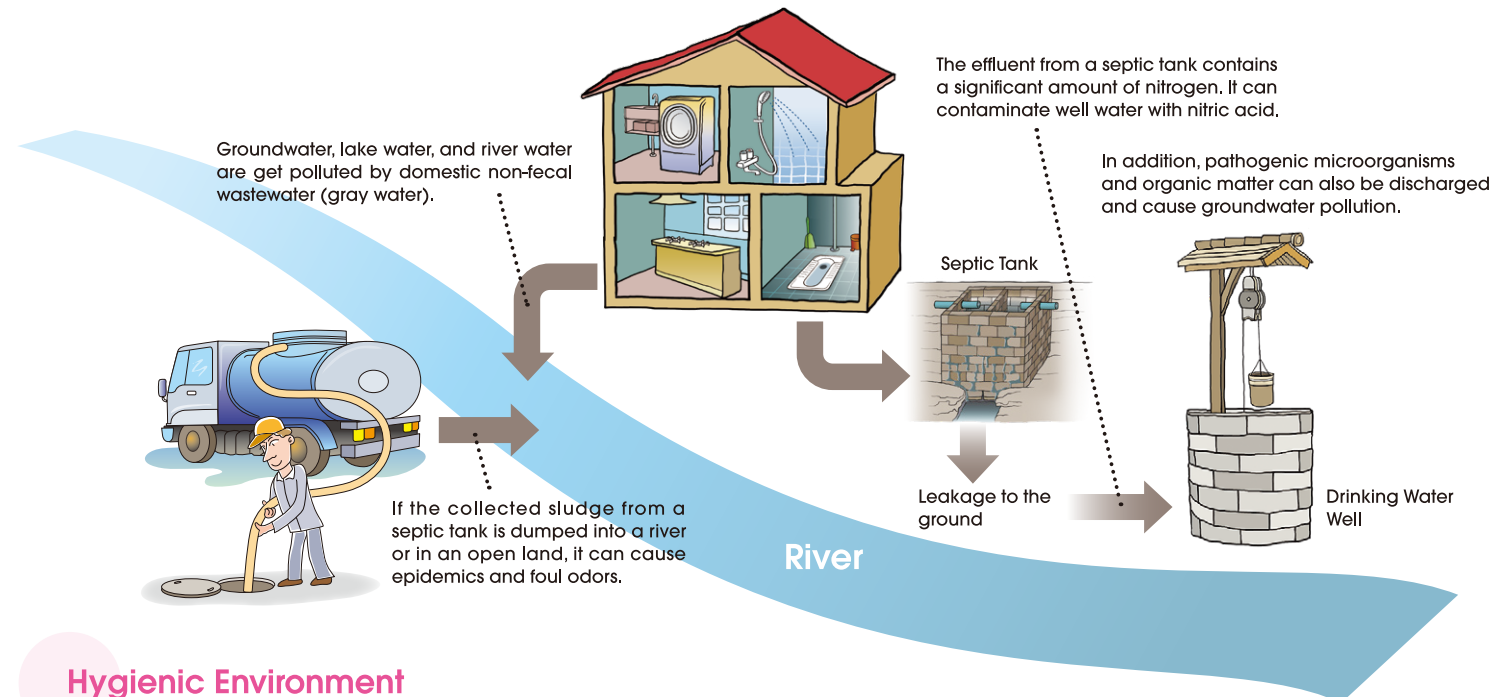 The effluent from a septic tank contains
a significant amount of nitrogen. It can
contaminate well water with nitric acid.
Groundwater, lake water, and river water
are get polluted by domestic non-fecal
wastewater (gray water).
In addition, pathogenic microorganisms
and organic matter can also be discharged
and cause groundwater pollution.
Septic Tank
If the collected sludge from a
septic tank is dumped into a river
or in an open land, it can cause
epidemics and foul odors.
Leakage to the
ground
Drinking Water
Well
River
Hygienic Environment